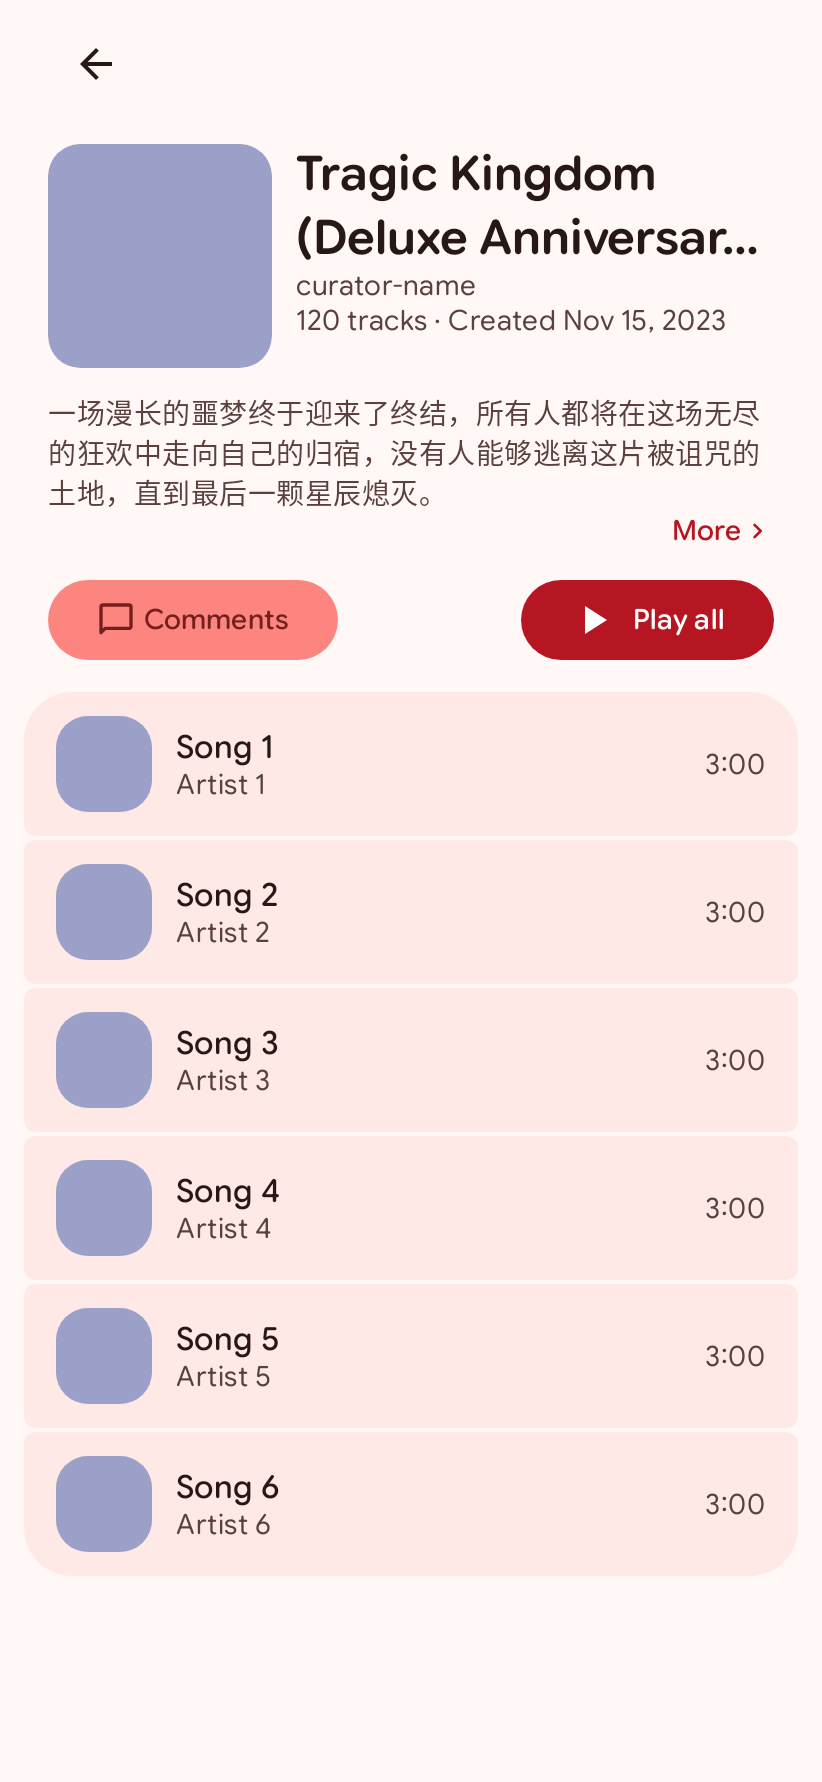 Tragic Kingdom
(Deluxe Anniversar...
curator-name
120 tracks · Created Nov 15, 2023
一场漫长的噩梦终于迎来了终结，所有人都将在这场无尽
的狂欢中走向自己的归宿，没有人能够逃离这片被诅咒的
土地，直到最后一颗星辰熄灭。
More
Comments
Play all
Song 1
Artist 1
3:00
Song 2
Artist 2
3:00
Song 3
Artist 3
3:00
Song 4
Artist 4
3:00
Song 5
Artist 5
3:00
Song 6
Artist 6
3:00